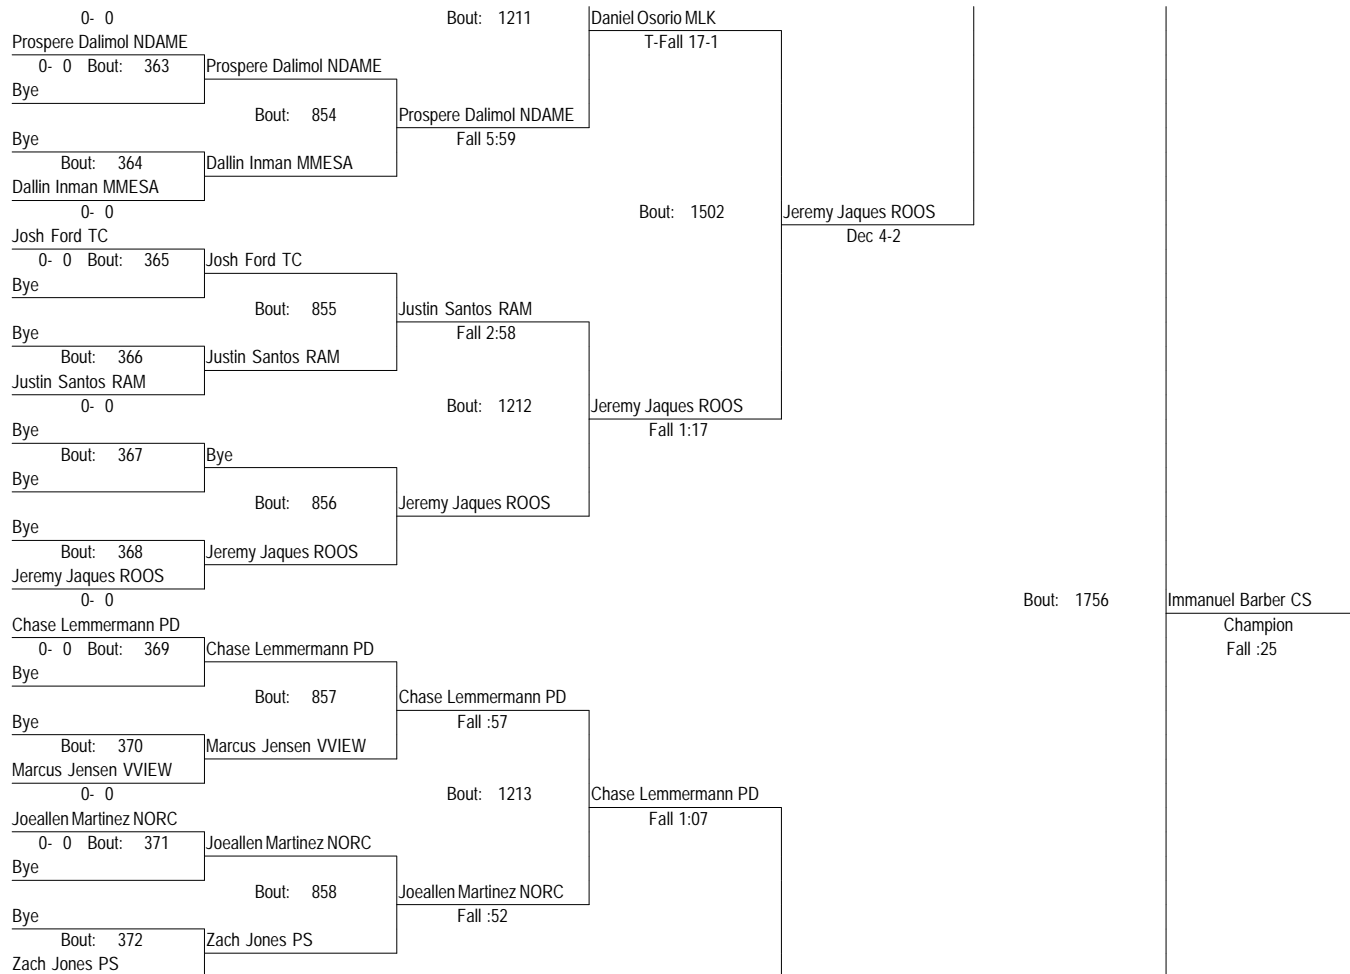 0- 0 Bout: 1211 Daniel Osorio MLK
Prospere Dalimol NDAME T-Fall 17-1
0- 0 Bout: 363 Prospere Dalimol NDAME
Bye
Bout: 854 Prospere Dalimol NDAME
Bye Fall 5:59
Bout: 364 Dallin Inman MMESA
Dallin Inman MMESA
0- 0 Bout: 1502 Jeremy Jaques ROOS
Josh Ford TC Dec 4-2
0- 0 Bout: 365 Josh Ford TC
Bye
Bout: 855 Justin Santos RAM
Bye Fall 2:58
Bout: 366 Justin Santos RAM
Justin Santos RAM
0- 0 Bout: 1212 Jeremy Jaques ROOS
Bye Fall 1:17
Bout: 367 Bye
Bye
Bout: 856 Jeremy Jaques ROOS
Bye
Bout: 368 Jeremy Jaques ROOS
Jeremy Jaques ROOS
0- 0 Bout: 1756 Immanuel Barber CS
Chase Lemmermann PD Champion
0- 0 Bout: 369 Chase Lemmermann PD Fall :25
Bye
Bout: 857 Chase Lemmermann PD
Bye Fall :57
Bout: 370 Marcus Jensen VVIEW
Marcus Jensen VVIEW
0- 0 Bout: 1213 Chase Lemmermann PD
Joeallen Martinez NORC Fall 1:07
0- 0 Bout: 371 Joeallen Martinez NORC
Bye
Bout: 858 Joeallen Martinez NORC
Bye Fall :52
Bout: 372 Zach Jones PS
Zach Jones PS